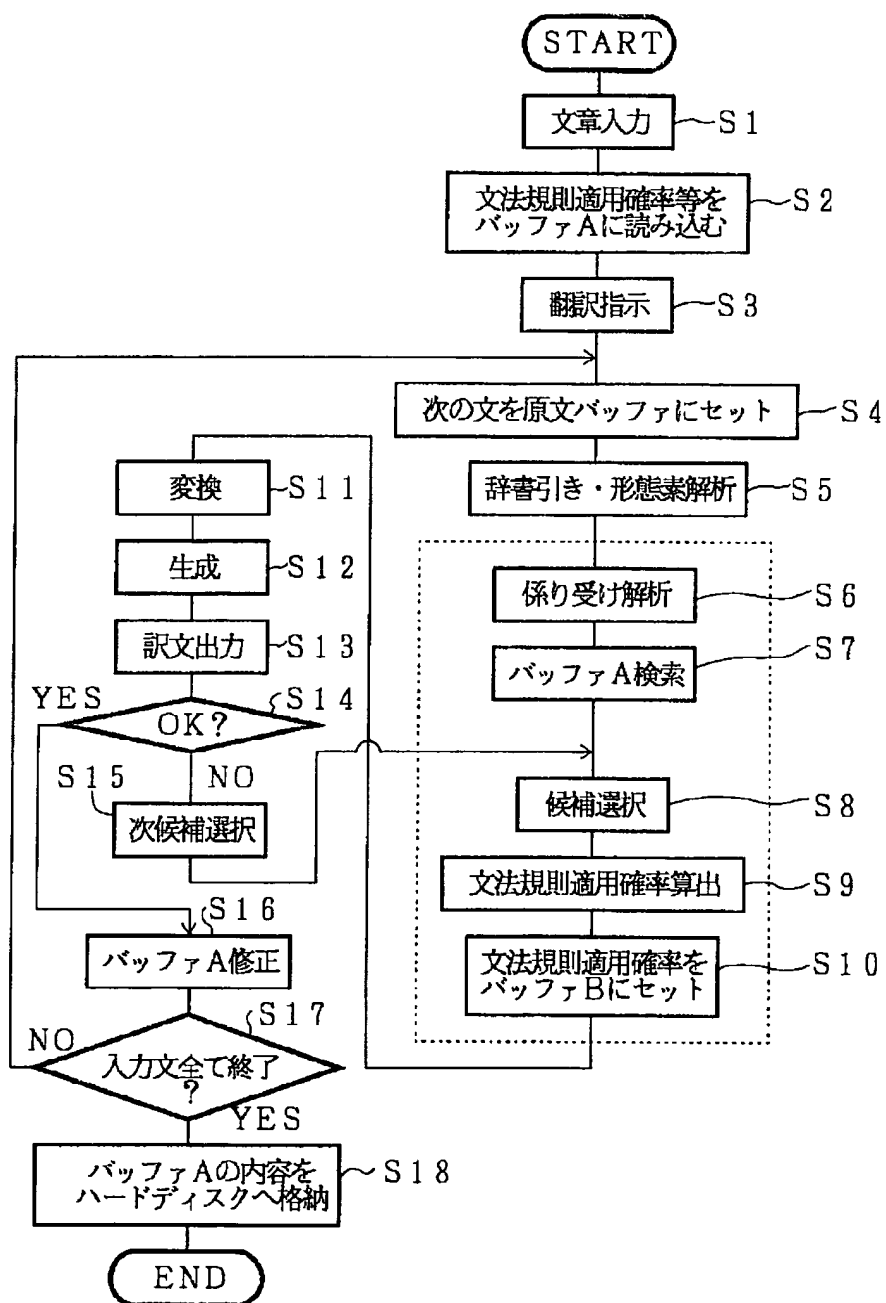 START
文章入力
S1
文法規則適用確率等を
バッファAに読み込む
S2
翻訳指示
S3
次の文を原文バッファにセット
S4
辞書引き・形態素解析
S5
係り受け解析
S6
バッファA検索
S7
候補選択
S8
文法規則適用確率算出
S9
文法規則適用確率を
バッファBにセット
S10
変換
S11
生成
S12
訳文出力
S13
YES
OK?
S14
NO
S15
次候補選択
S16
バッファA修正
S17
NO
入力文全て終了
?
YES
バッファAの内容を
ハードディスクへ格納
S18
END